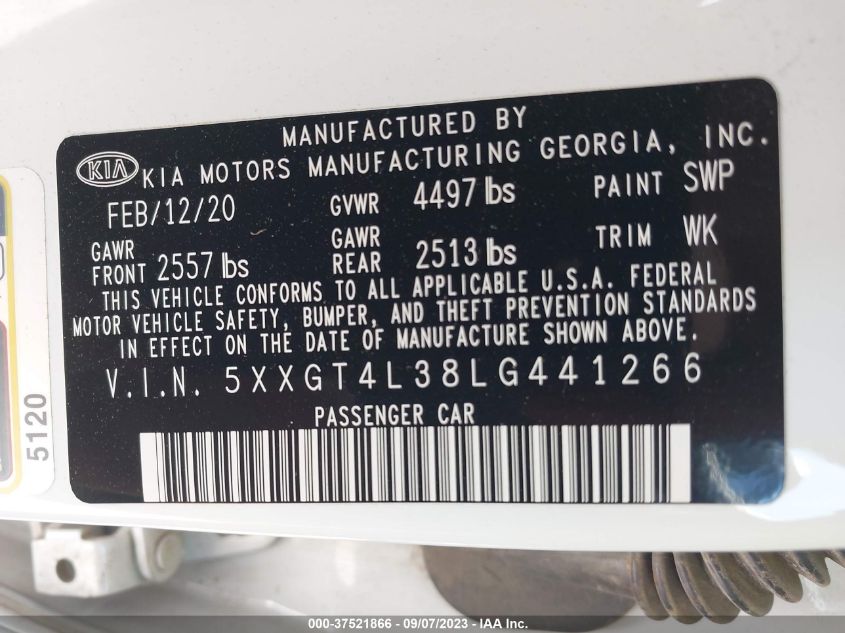 MANUFACTURED BY
KIA KIA MOTORS MANUFACTURING GEORGIA, INC.
FEB/12/20 GVWR 4497 lbs PAINT SWP
GAWR FRONT 2557 lbs GAWR REAR 2513 lbs TRIM WK
THIS VEHICLE CONFORMS TO ALL APPLICABLE U.S.A. FEDERAL
MOTOR VEHICLE SAFETY, BUMPER, AND THEFT PREVENTION STANDARDS
IN EFFECT ON THE DATE OF MANUFACTURE SHOWN ABOVE.
V.I.N. 5XXGT4L38LG441266
PASSENGER CAR
5120
000-37521866 - 09/07/2023 - IAA Inc.